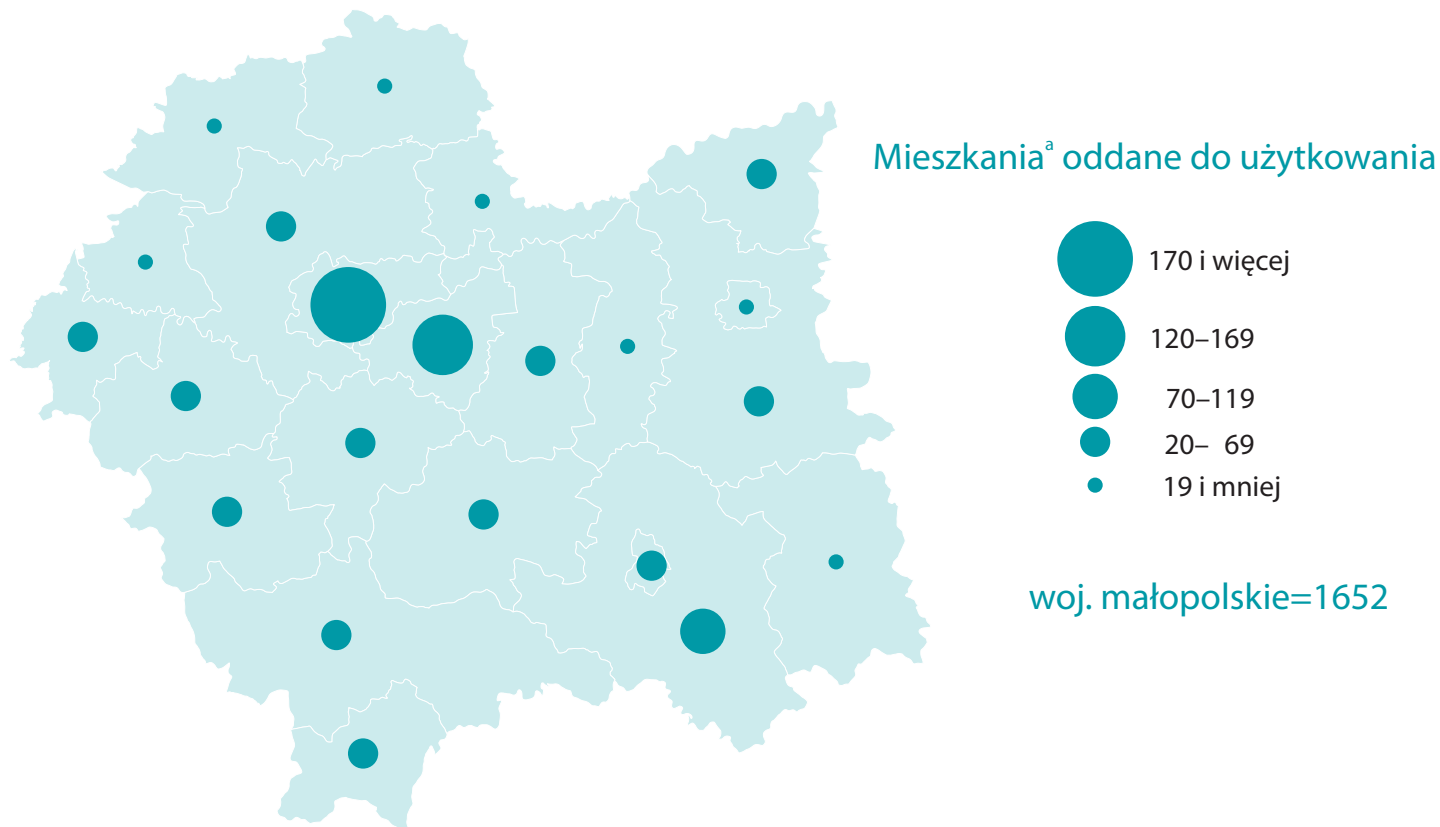 Mieszkaniaᵃ oddane do użytkowania
170 i więcej
120–169
70–119
20– 69
19 i mniej
woj. małopolskie=1652